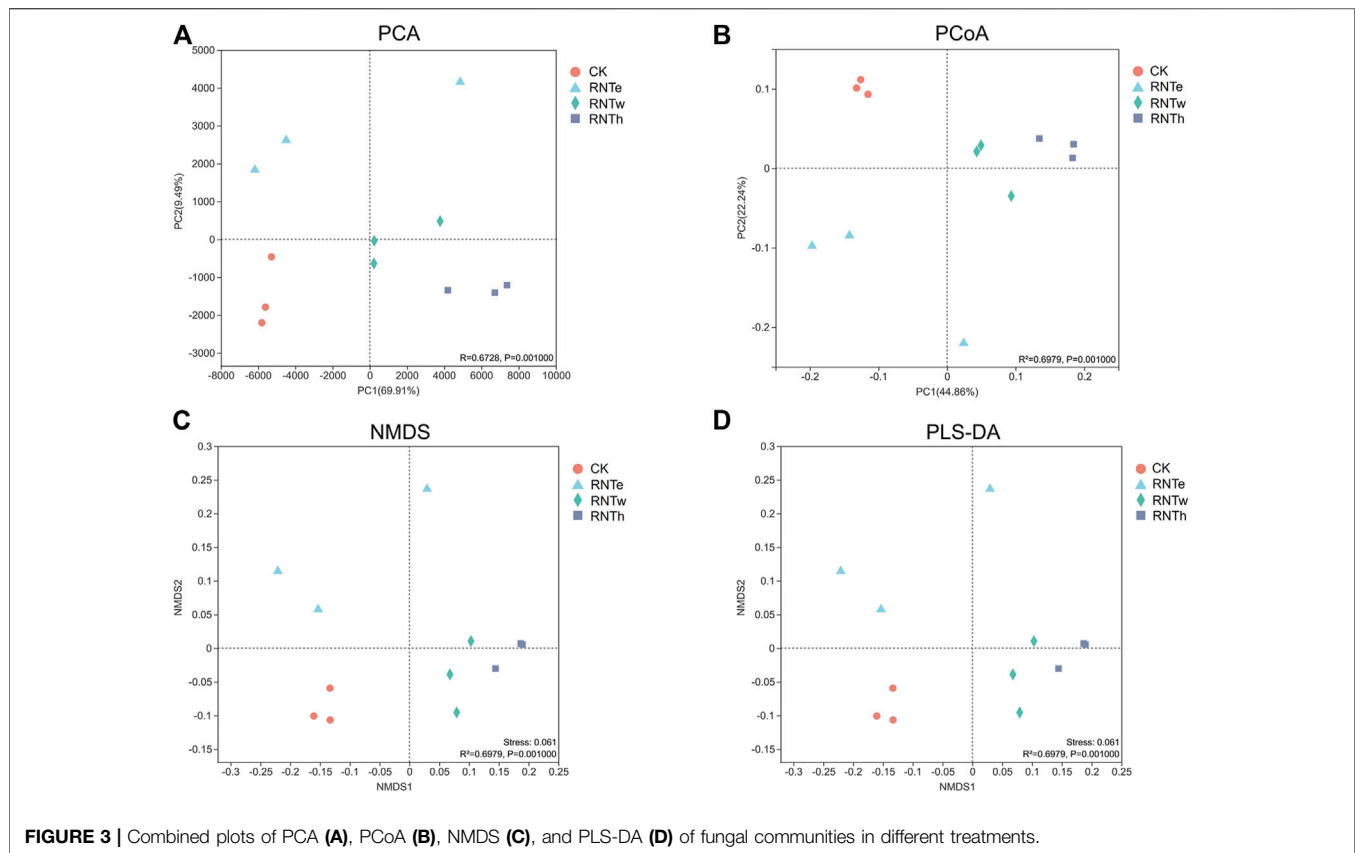 A
PCA
5000
4000
3000
2000
1000
0
-1000
-2000
-3000
PC2(9.49%)
-8000 -6000 -4000 -2000 0 2000 4000 6000 8000 10000
PC1(69.91%)
R=0.6728, P=0.001000
CK
RNTe
RNTw
RNTh
B
PCoA
0.1
0
-0.1
-0.2
PC2(22.24%)
-0.2 -0.1 0 0.1 0.2
PC1(44.86%)
R²=0.6979, P=0.001000
CK
RNTe
RNTw
RNTh
C
NMDS
0.3
0.25
0.2
0.15
0.1
0.05
0
-0.05
-0.1
-0.15
NMDS2
-0.3 -0.25 -0.2 -0.15 -0.1 -0.05 0 0.05 0.1 0.15 0.2 0.25
NMDS1
Stress: 0.061
R²=0.6979, P=0.001000
CK
RNTe
RNTw
RNTh
D
PLS-DA
0.3
0.25
0.2
0.15
0.1
0.05
0
-0.05
-0.1
-0.15
NMDS2
-0.3 -0.25 -0.2 -0.15 -0.1 -0.05 0 0.05 0.1 0.15 0.2 0.25
NMDS1
Stress: 0.061
R²=0.6979, P=0.001000
CK
RNTe
RNTw
RNTh
FIGURE 3 | Combined plots of PCA (A), PCoA (B), NMDS (C), and PLS-DA (D) of fungal communities in different treatments.